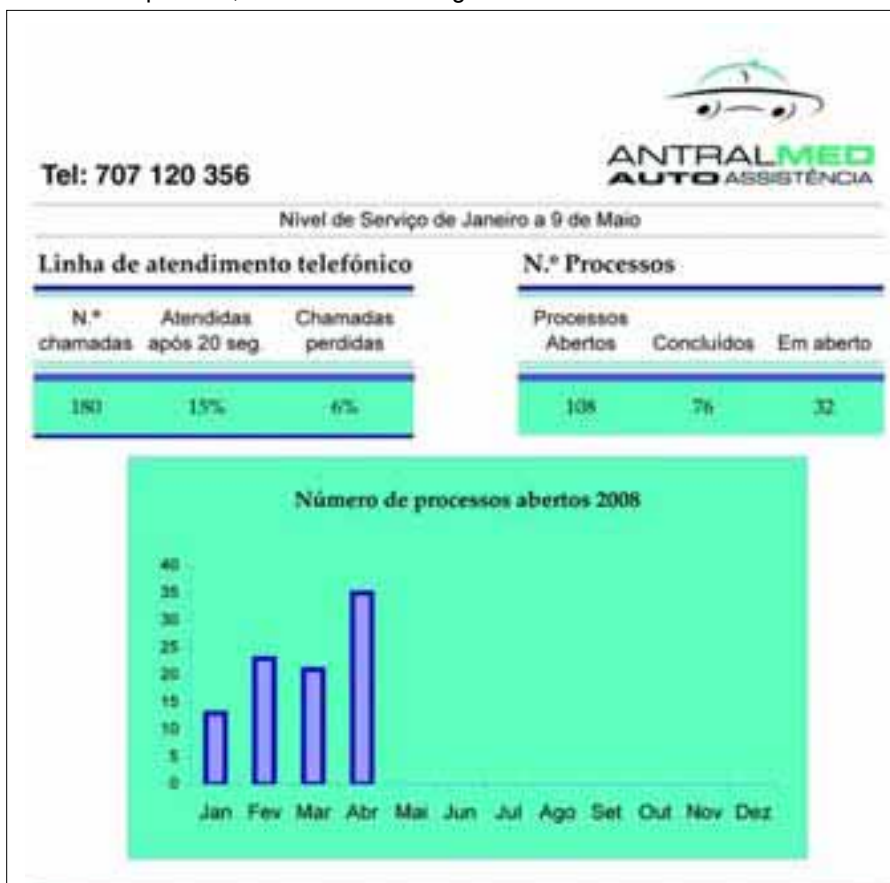 Tel: 707 120 356
ANTRALMED
AUTO ASSISTÊNCIA
Nível de Serviço de Janeiro a 9 de Maio
Linha de atendimento telefónico
N.º chamadas
Atendidas após 20 seg.
Chamadas perdidas
180 15% 6%
N.º Processos
Processos Abertos
Concluídos
Em aberto
108 76 32
Número de processos abertos 2008
40
35
30
25
20
15
10
5
0
Jan Fev Mar Abr Mai Jun Jul Ago Set Out Nov Dez